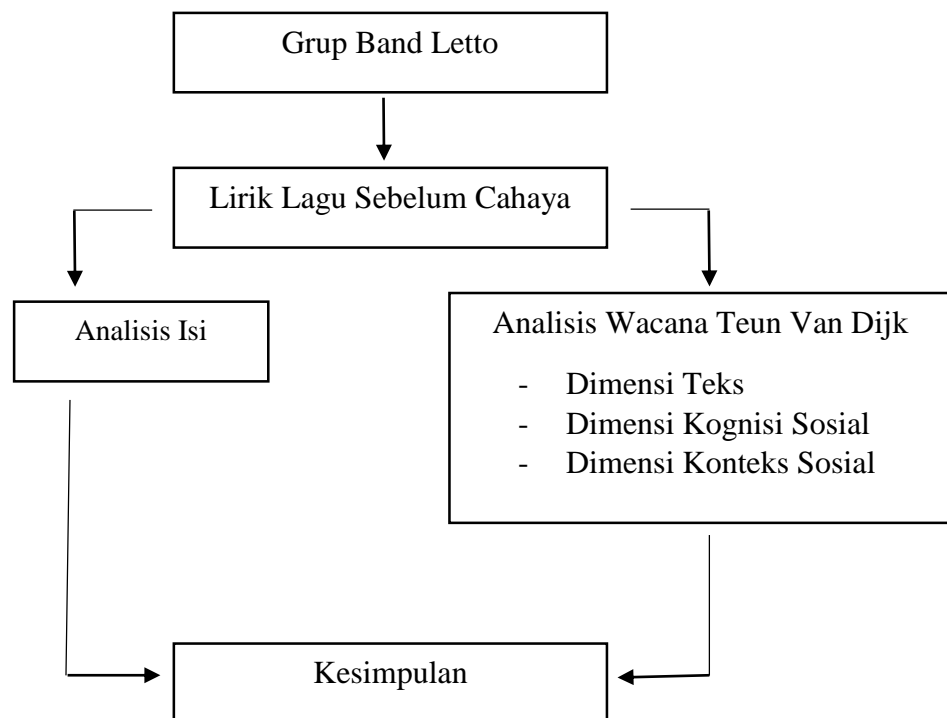 Grup Band Letto
Lirik Lagu Sebelum Cahaya
Analisis Isi
Analisis Wacana Teun Van Dijk
- Dimensi Teks
- Dimensi Kognisi Sosial
- Dimensi Konteks Sosial
Kesimpulan